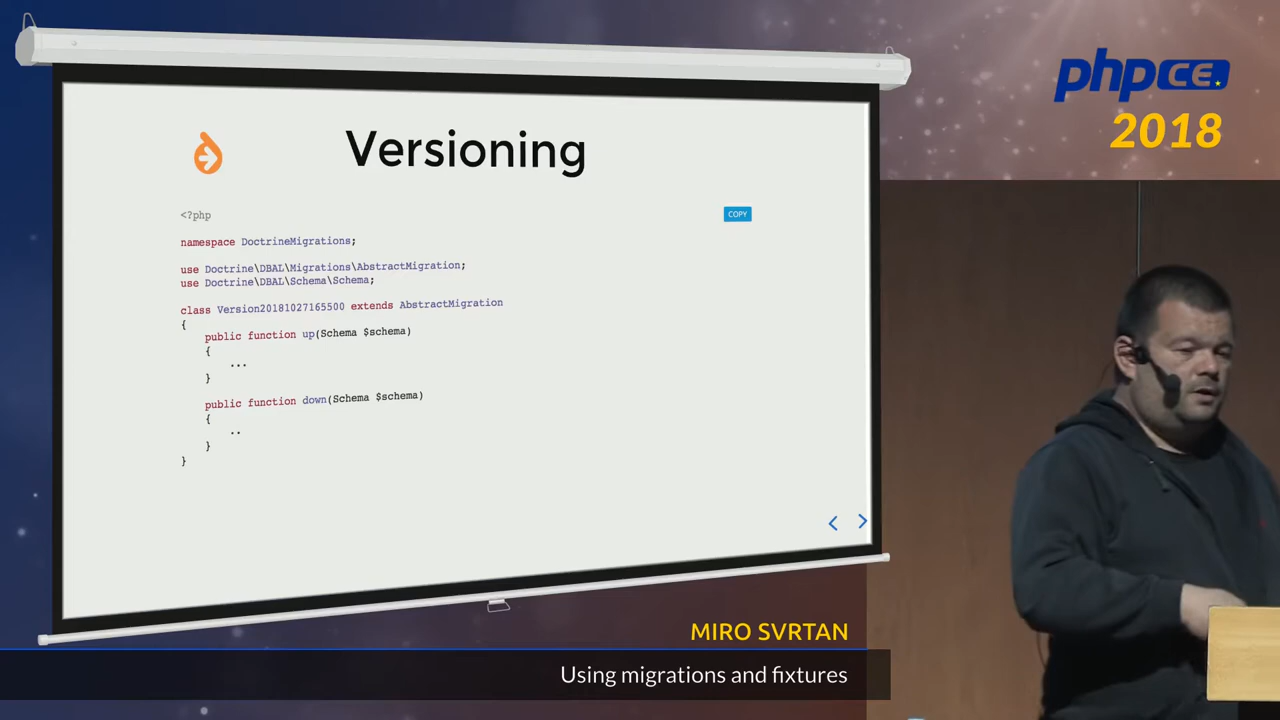 phpCE
2018
Versioning
<?php
COPY
namespace DoctrineMigrations;
use Doctrine\DBAL\Migrations\AbstractMigration;
use Doctrine\DBAL\Schema\Schema;
class Version20181027165500 extends AbstractMigration
{
public function up(Schema $schema)
{
...
}
public function down(Schema $schema)
{
..
}
}
MIRO SVRTAN
Using migrations and fixtures